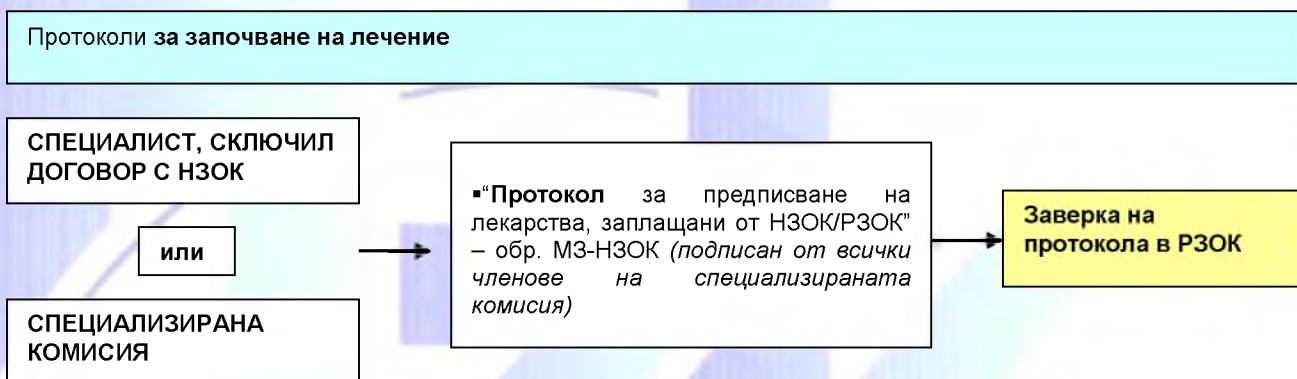 Протоколи за започване на лечение
СПЕЦИАЛИСТ, СКЛЮЧИЛ
ДОГОВОР С НЗОК
или
СПЕЦИАЛИЗИРАНА
КОМИСИЯ
▪“Протокол за предписване на
лекарства, заплащани от НЗОК/РЗОК”
– обр. МЗ-НЗОК (подписан от всички
членове на специализираната
комисия)
Заверка на
протокола в РЗОК